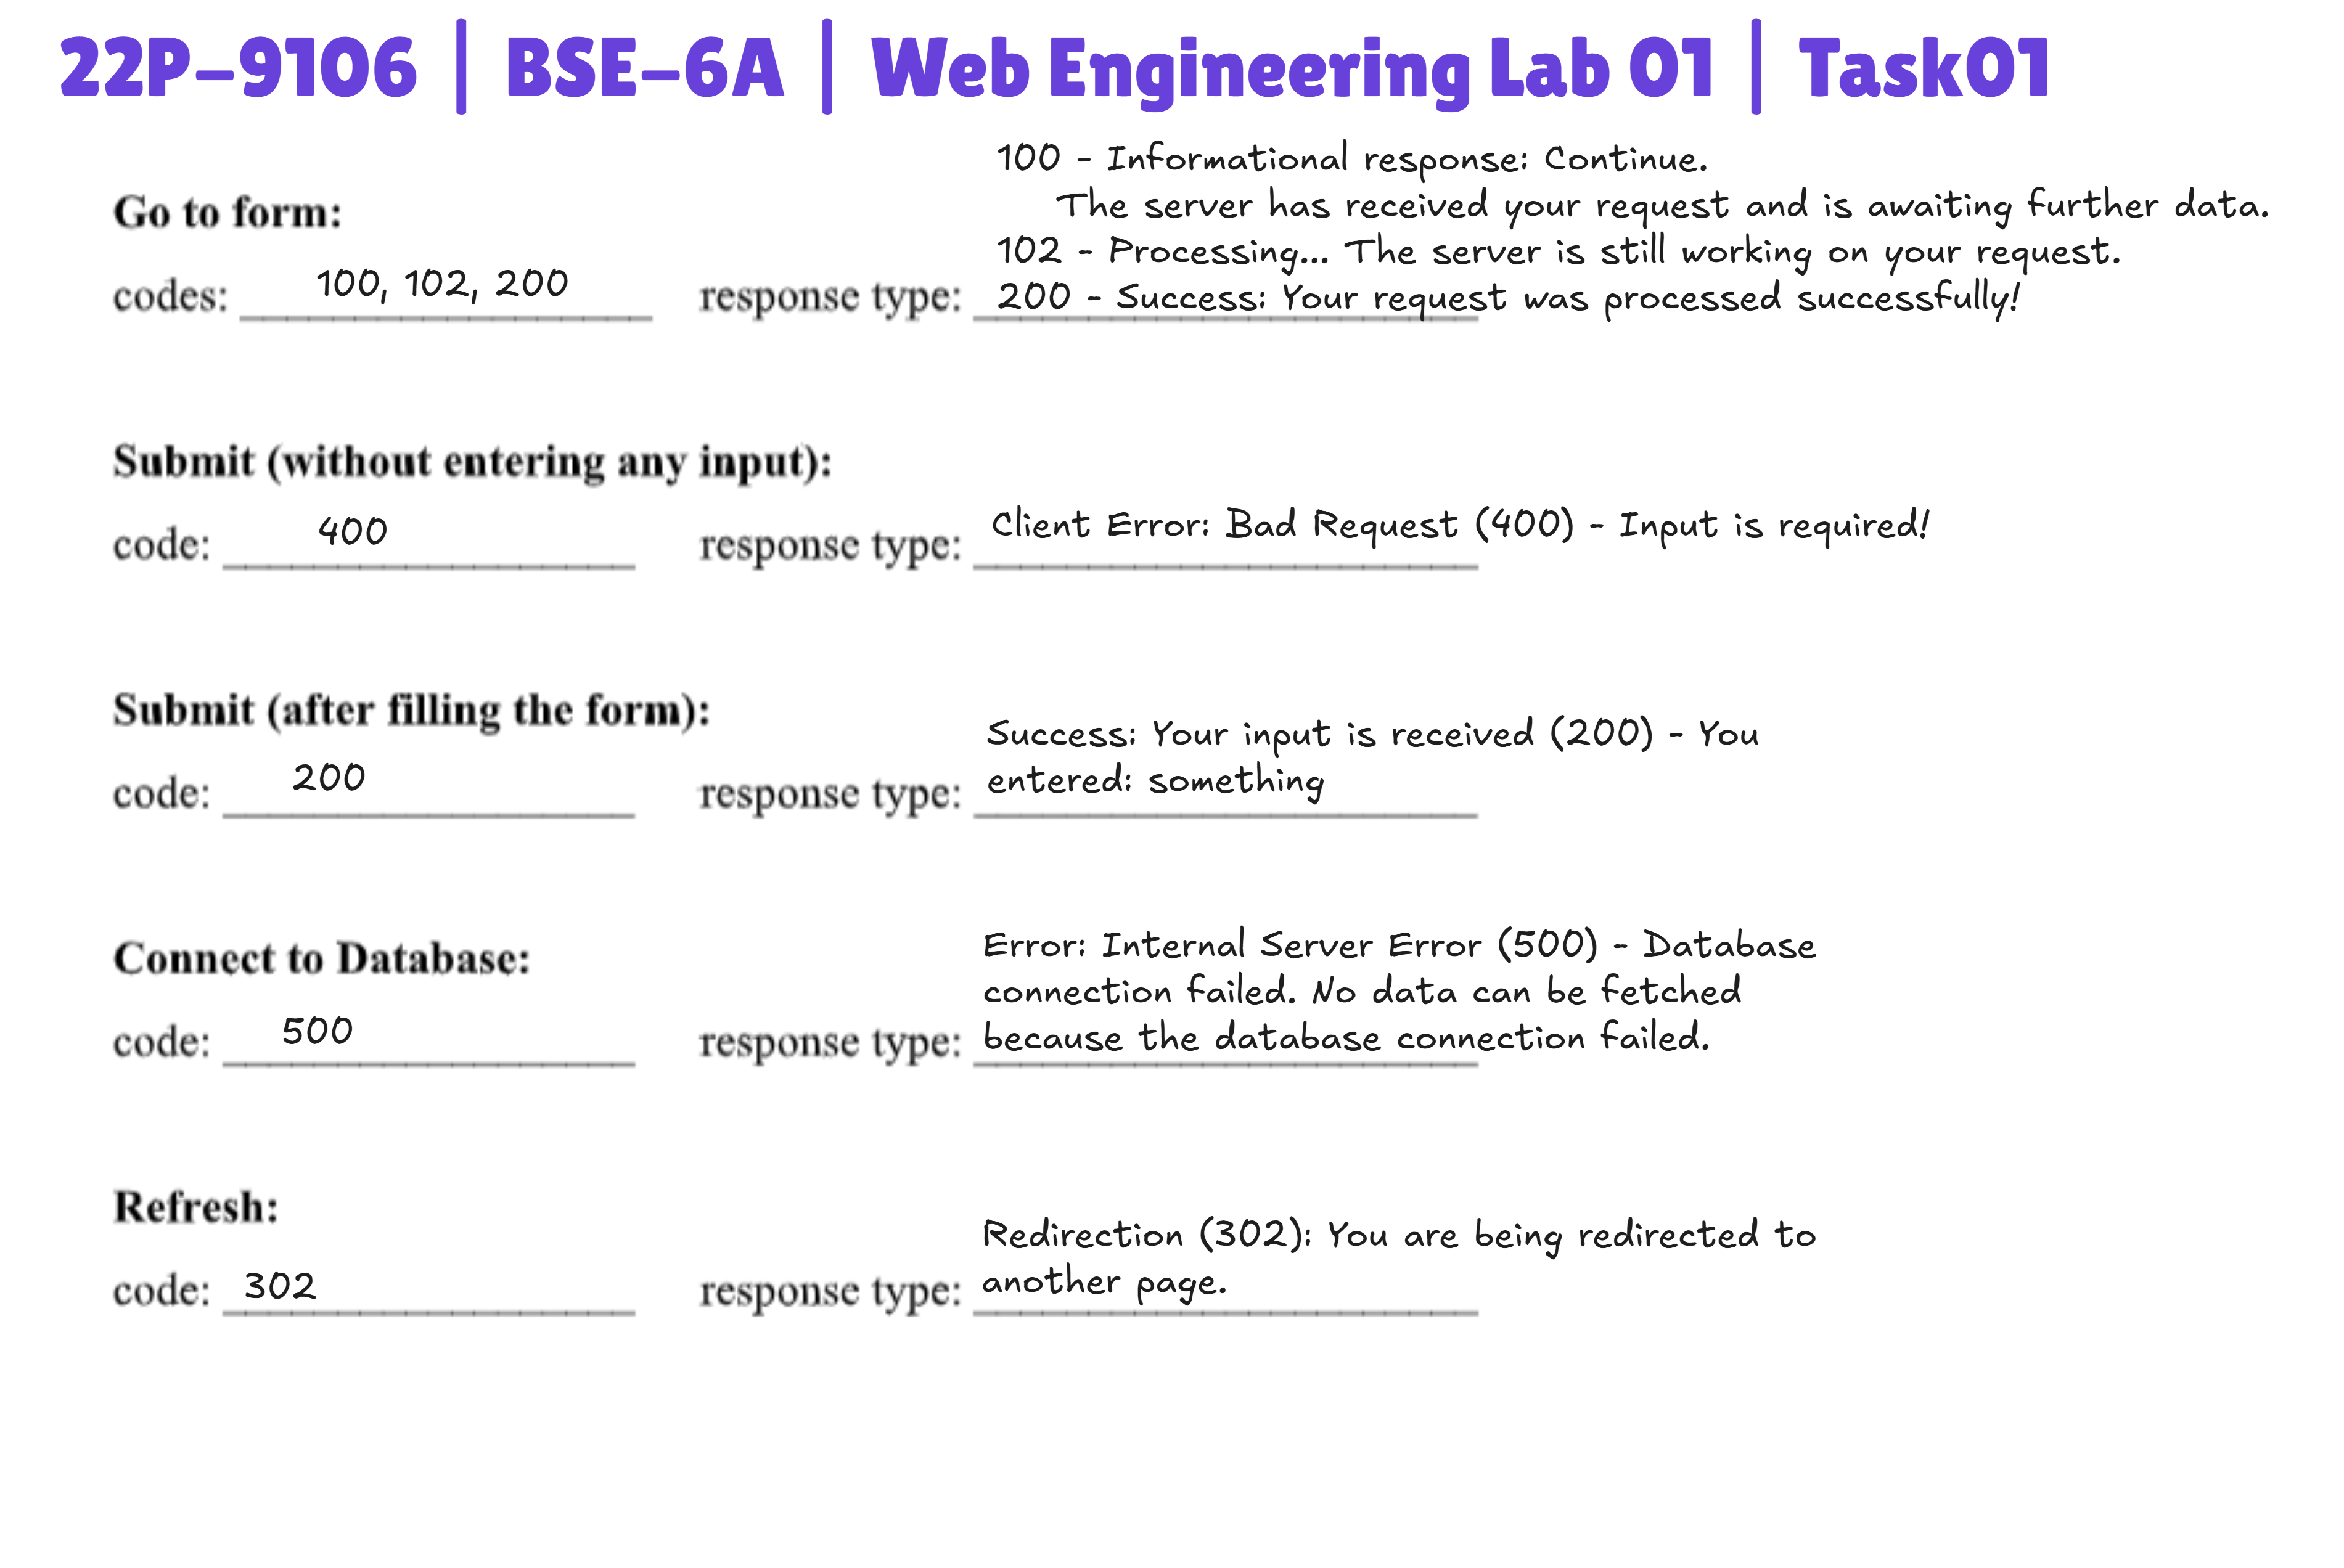 22P-9106 | BSE-6A | Web Engineering Lab 01 | Task01
100 - Informational response: Continue.
Go to form:
The server has received your request and is awaiting further data.
102 - Processing... The server is still working on your request.
codes: 100, 102, 200 response type: 200 - Success: Your request was processed successfully!
Submit (without entering any input):
code: 400 response type: Client Error: Bad Request (400) - Input is required!
Submit (after filling the form):
Success: Your input is received (200) - You
code: 200 response type: entered: something
Connect to Database:
Error: Internal Server Error (500) - Database
connection failed. No data can be fetched
code: 500 response type: because the database connection failed.
Refresh:
Redirection (302): You are being redirected to
code: 302 response type: another page.